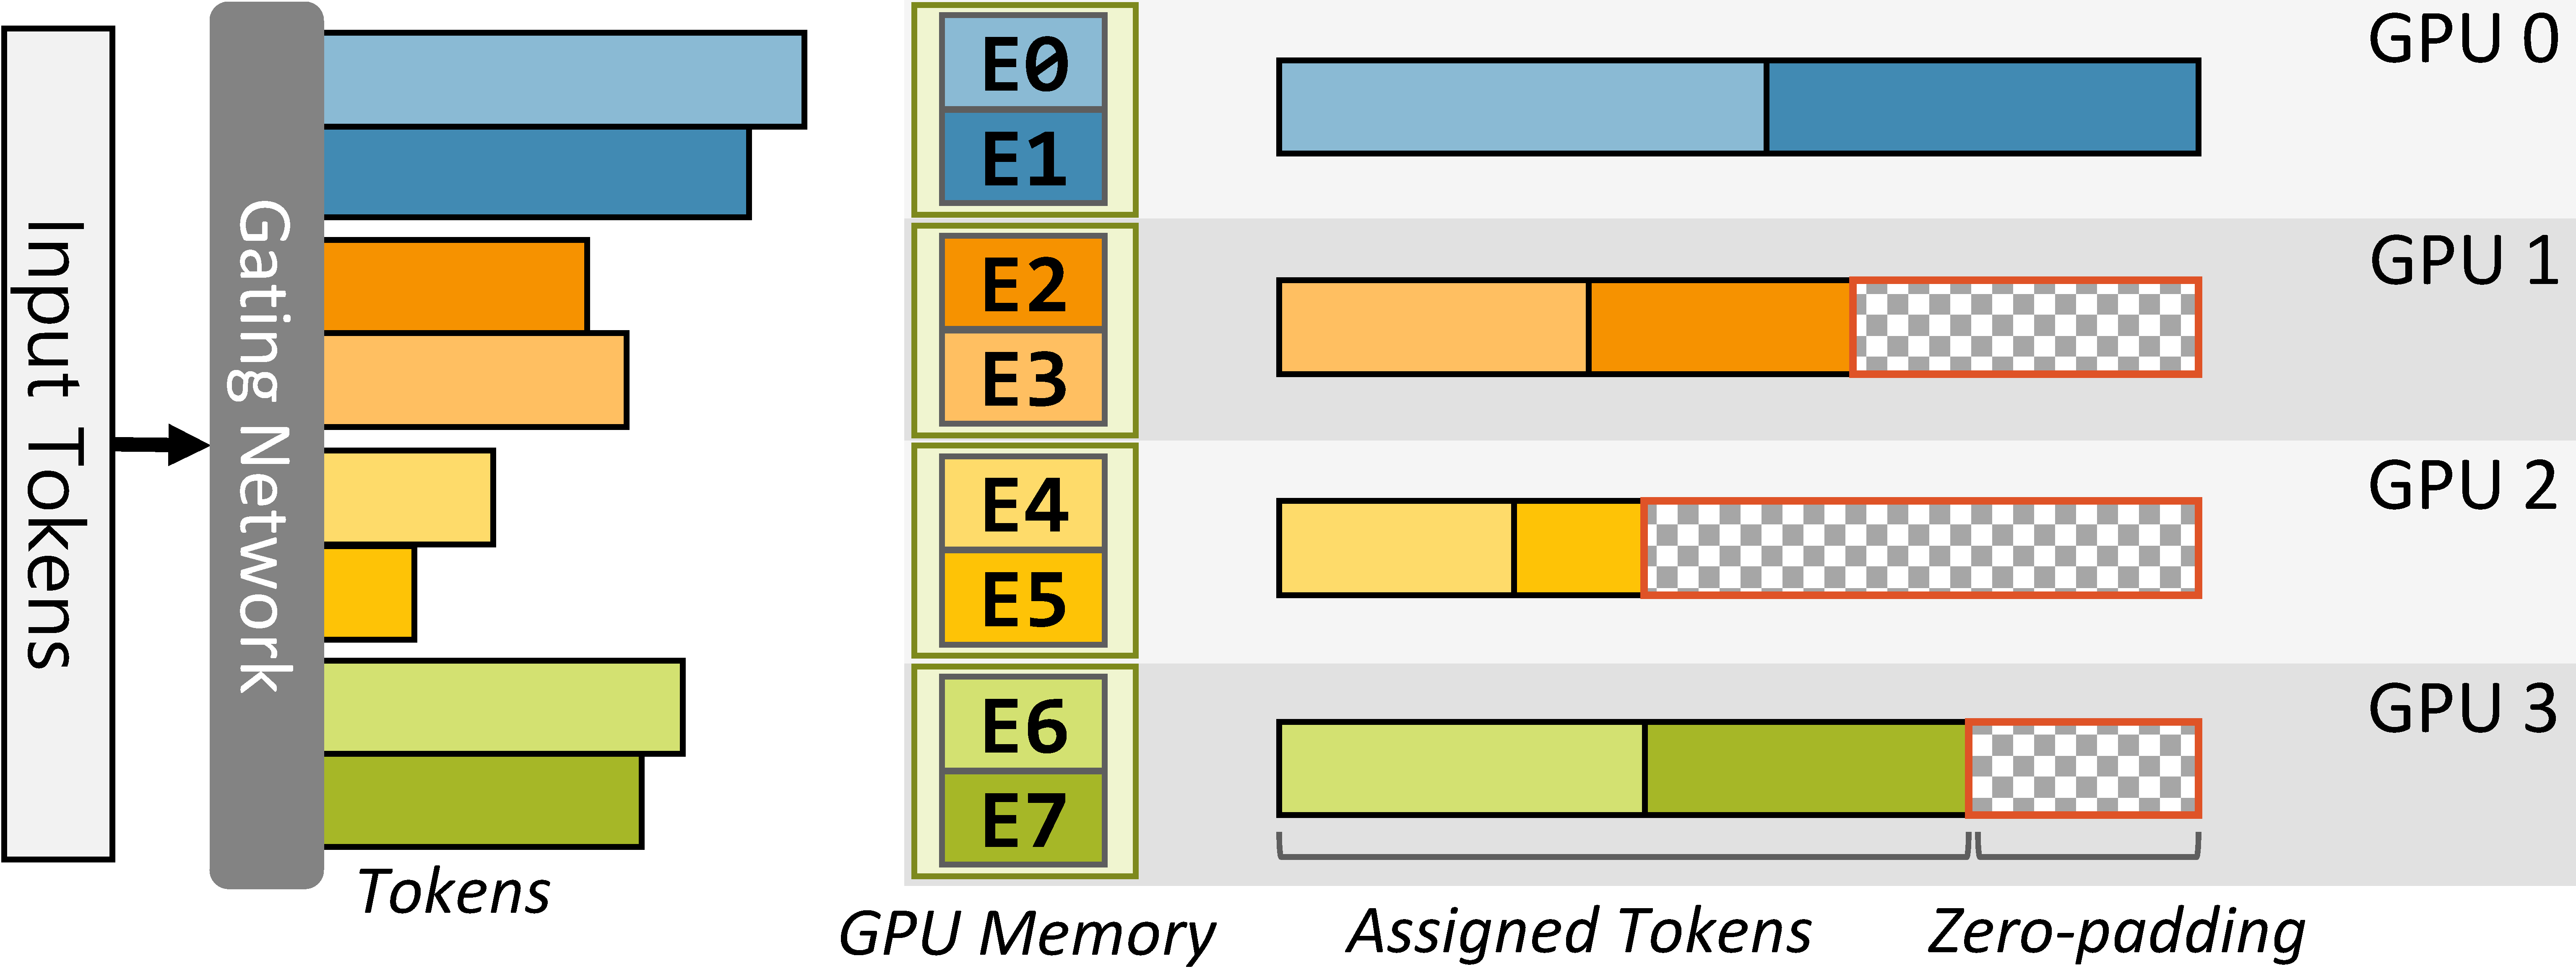 Input Tokens
Gating Network
Tokens
E0
E1
E2
E3
E4
E5
E6
E7
GPU Memory
GPU 0
GPU 1
GPU 2
GPU 3
Assigned Tokens
Zero-padding